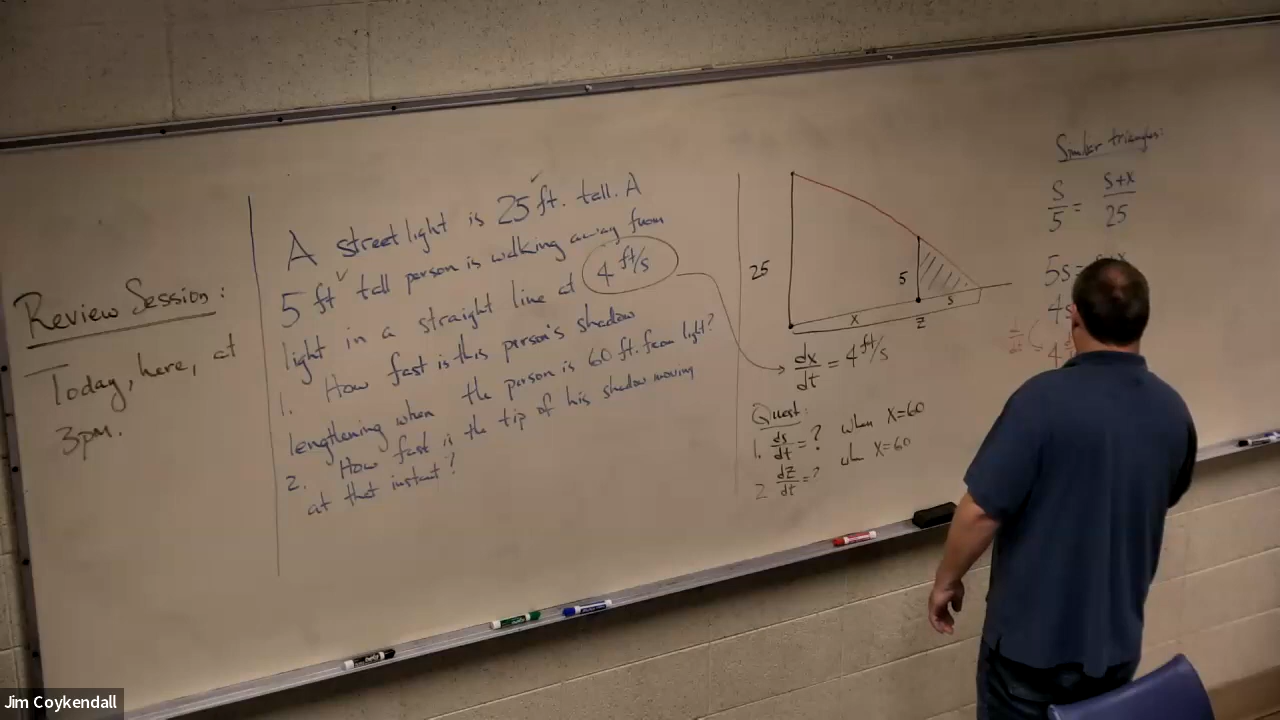 Review Session:
Today, here, at
3pm.
A streetlight is 25 ft. tall. A
5 ft tall person is walking away from
light in a straight line at 4 ft/s
1. How fast is this person's shadow
lengthening when the person is 60 ft. from light?
2. How fast is the tip of his shadow moving
at that instant?
25
5
x
s
z
dx/dt = 4 ft/s
Quest:
1. ds/dt = ? when X=60
2 dz/dt = ? when X=60
Similar triangles:
s/5 = s+x/25
5s=
4s
Jim Coykendall